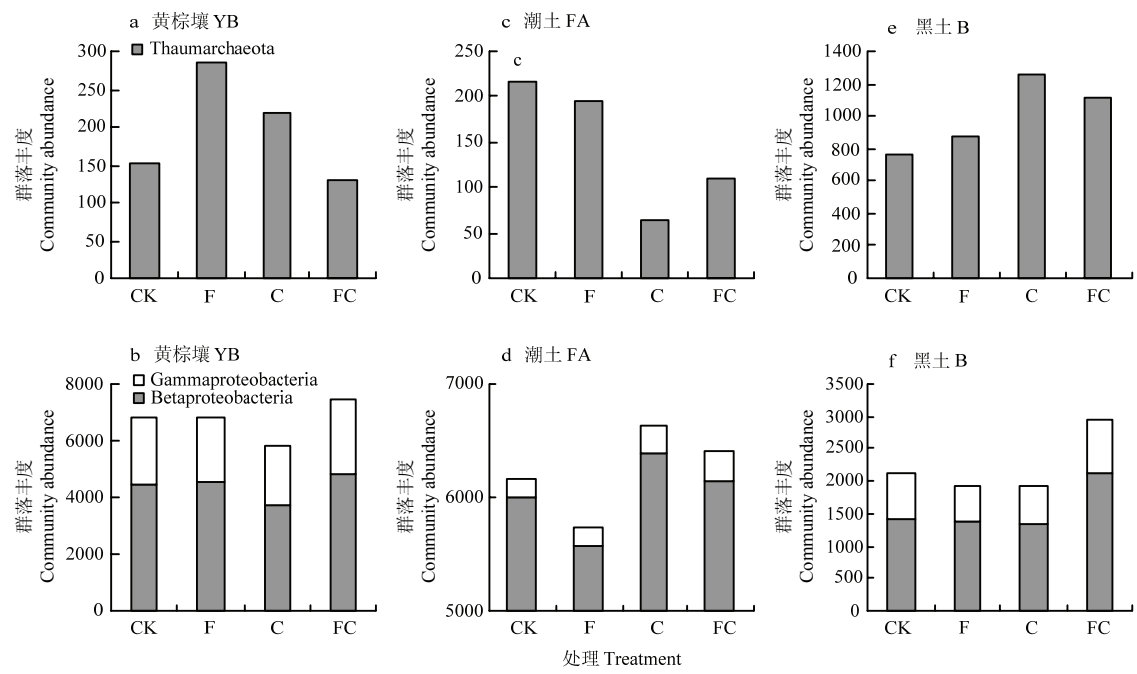 a 黄棕壤 YB
Thaumarchaeota
300
250
200
150
100
50
0
群落丰度
Community abundance
CK F C FC
c 潮土 FA
c
250
200
150
100
50
0
群落丰度
Community abundance
CK F C FC
e 黑土 B
1400
1200
1000
800
600
400
200
0
群落丰度
Community abundance
CK F C FC
b 黄棕壤 YB
Gammaproteobacteria
Betaproteobacteria
8000
6000
4000
2000
0
群落丰度
Community abundance
CK F C FC
d 潮土 FA
7000
6000
5000
群落丰度
Community abundance
CK F C FC
f 黑土 B
3500
3000
2500
2000
1500
1000
500
0
群落丰度
Community abundance
CK F C FC
处理 Treatment